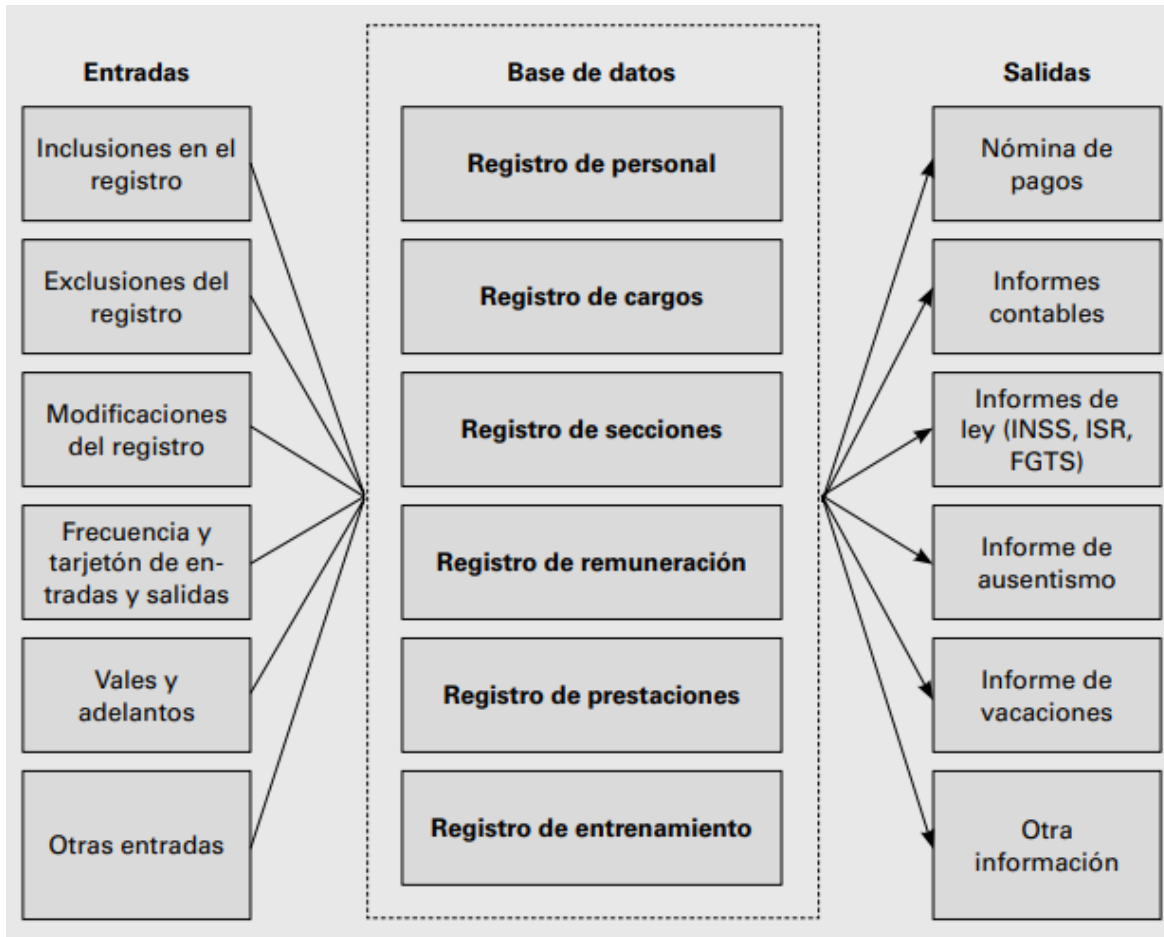 Entradas
Inclusiones en el
registro
Exclusiones del
registro
Modificaciones
del registro
Frecuencia y
tarjetón de en-
tradas y salidas
Vales y
adelantos
Otras entradas
Base de datos
Registro de personal
Registro de cargos
Registro de secciones
Registro de remuneración
Registro de prestaciones
Registro de entrenamiento
Salidas
Nómina de
pagos
Informes
contables
Informes de
ley (INSS, ISR,
FGTS)
Informe de
ausentismo
Informe de
vacaciones
Otra
información